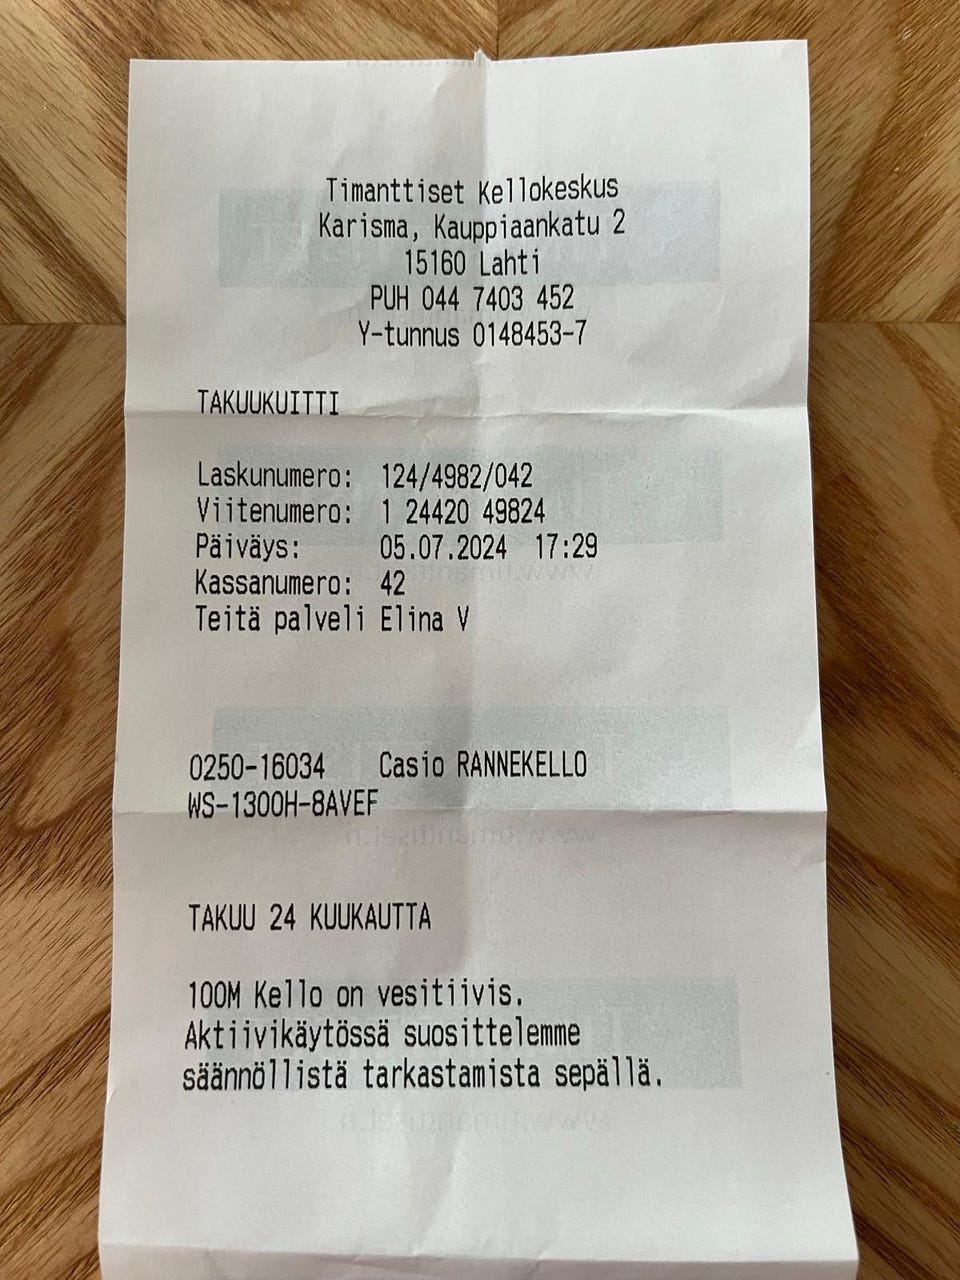 Timanttiset Kellokeskus
Karisma, Kauppiaankatu 2
15160 Lahti
PUH 044 7403 452
Y-tunnus 0148453-7
TAKUUKUITTI
Laskunumero: 124/4982/042
Viitenumero: 1 24420 49824
Päiväys: 05.07.2024 17:29
Kassanumero: 42
Teitä palveli Elina V
0250-16034 Casio RANNEKELLO
WS-1300H-8AVEF
TAKUU 24 KUUKAUTTA
100M Kello on vesitiivis.
Aktiivikäytössä suosittelemme
säännöllistä tarkastamista sepällä.